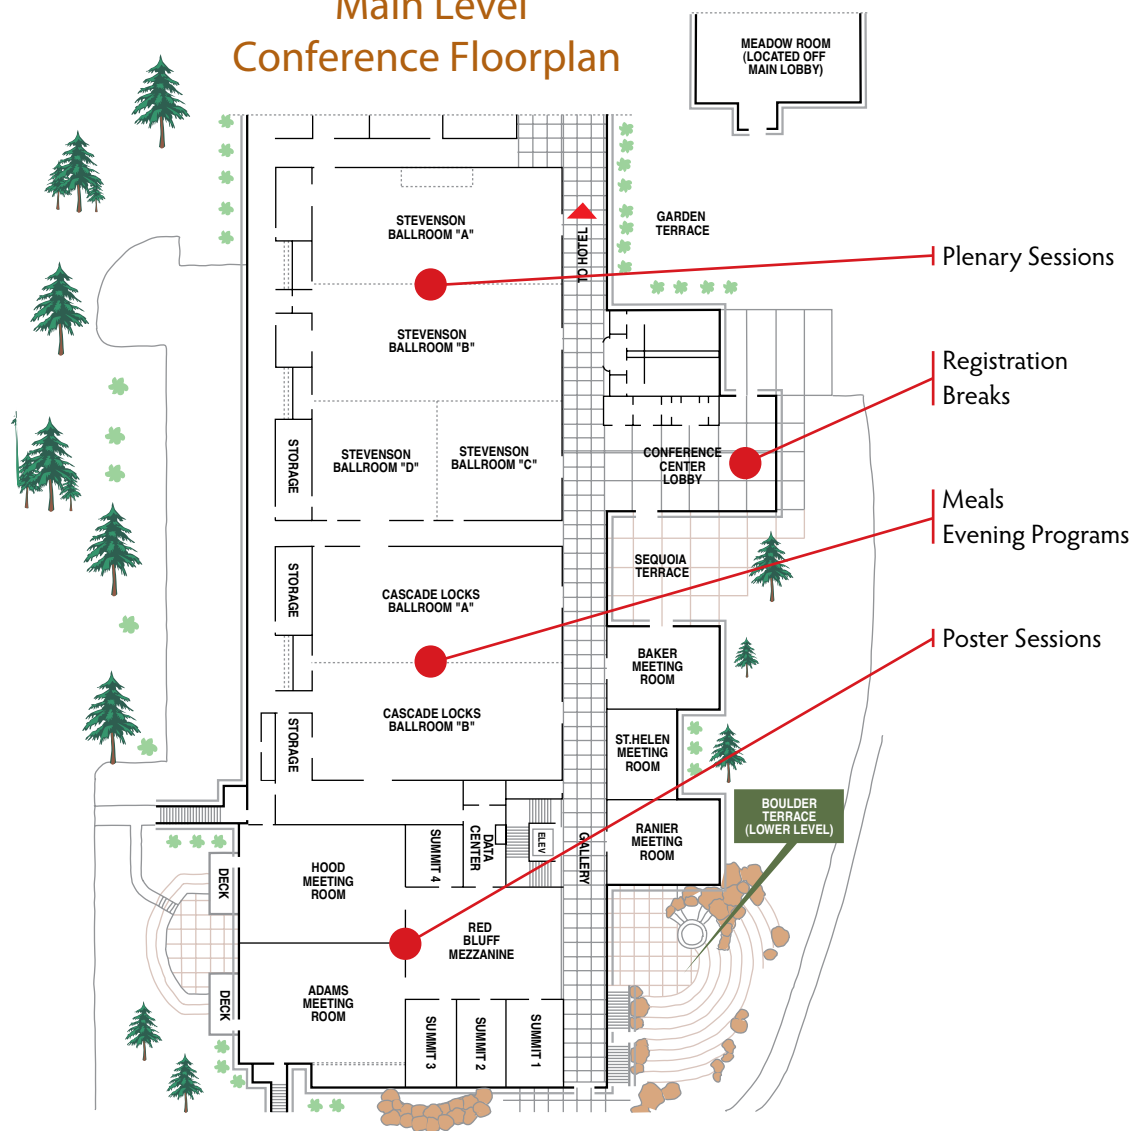 Main Level
Conference Floorplan
MEADOW ROOM
(LOCATED OFF
MAIN LOBBY)
STEVENSON
BALLROOM "A"
TO HOTEL
GARDEN
TERRACE
Plenary Sessions
STEVENSON
BALLROOM "B"
Registration
Breaks
STORAGE
STEVENSON
BALLROOM "D"
STEVENSON
BALLROOM "C"
CONFERENCE
CENTER
LOBBY
Meals
Evening Programs
STORAGE
CASCADE LOCKS
BALLROOM "A"
SEQUOIA
TERRACE
Poster Sessions
BAKER
MEETING
ROOM
CASCADE LOCKS
BALLROOM "B"
STORAGE
ST.HELEN
MEETING
ROOM
BOULDER
TERRACE
(LOWER LEVEL)
RANIER
MEETING
ROOM
SUMMIT 4
DATA
CENTER
ELEV
GALLERY
DECK
HOOD
MEETING
ROOM
RED
BLUFF
MEZZANINE
DECK
ADAMS
MEETING
ROOM
SUMMIT 3
SUMMIT 2
SUMMIT 1